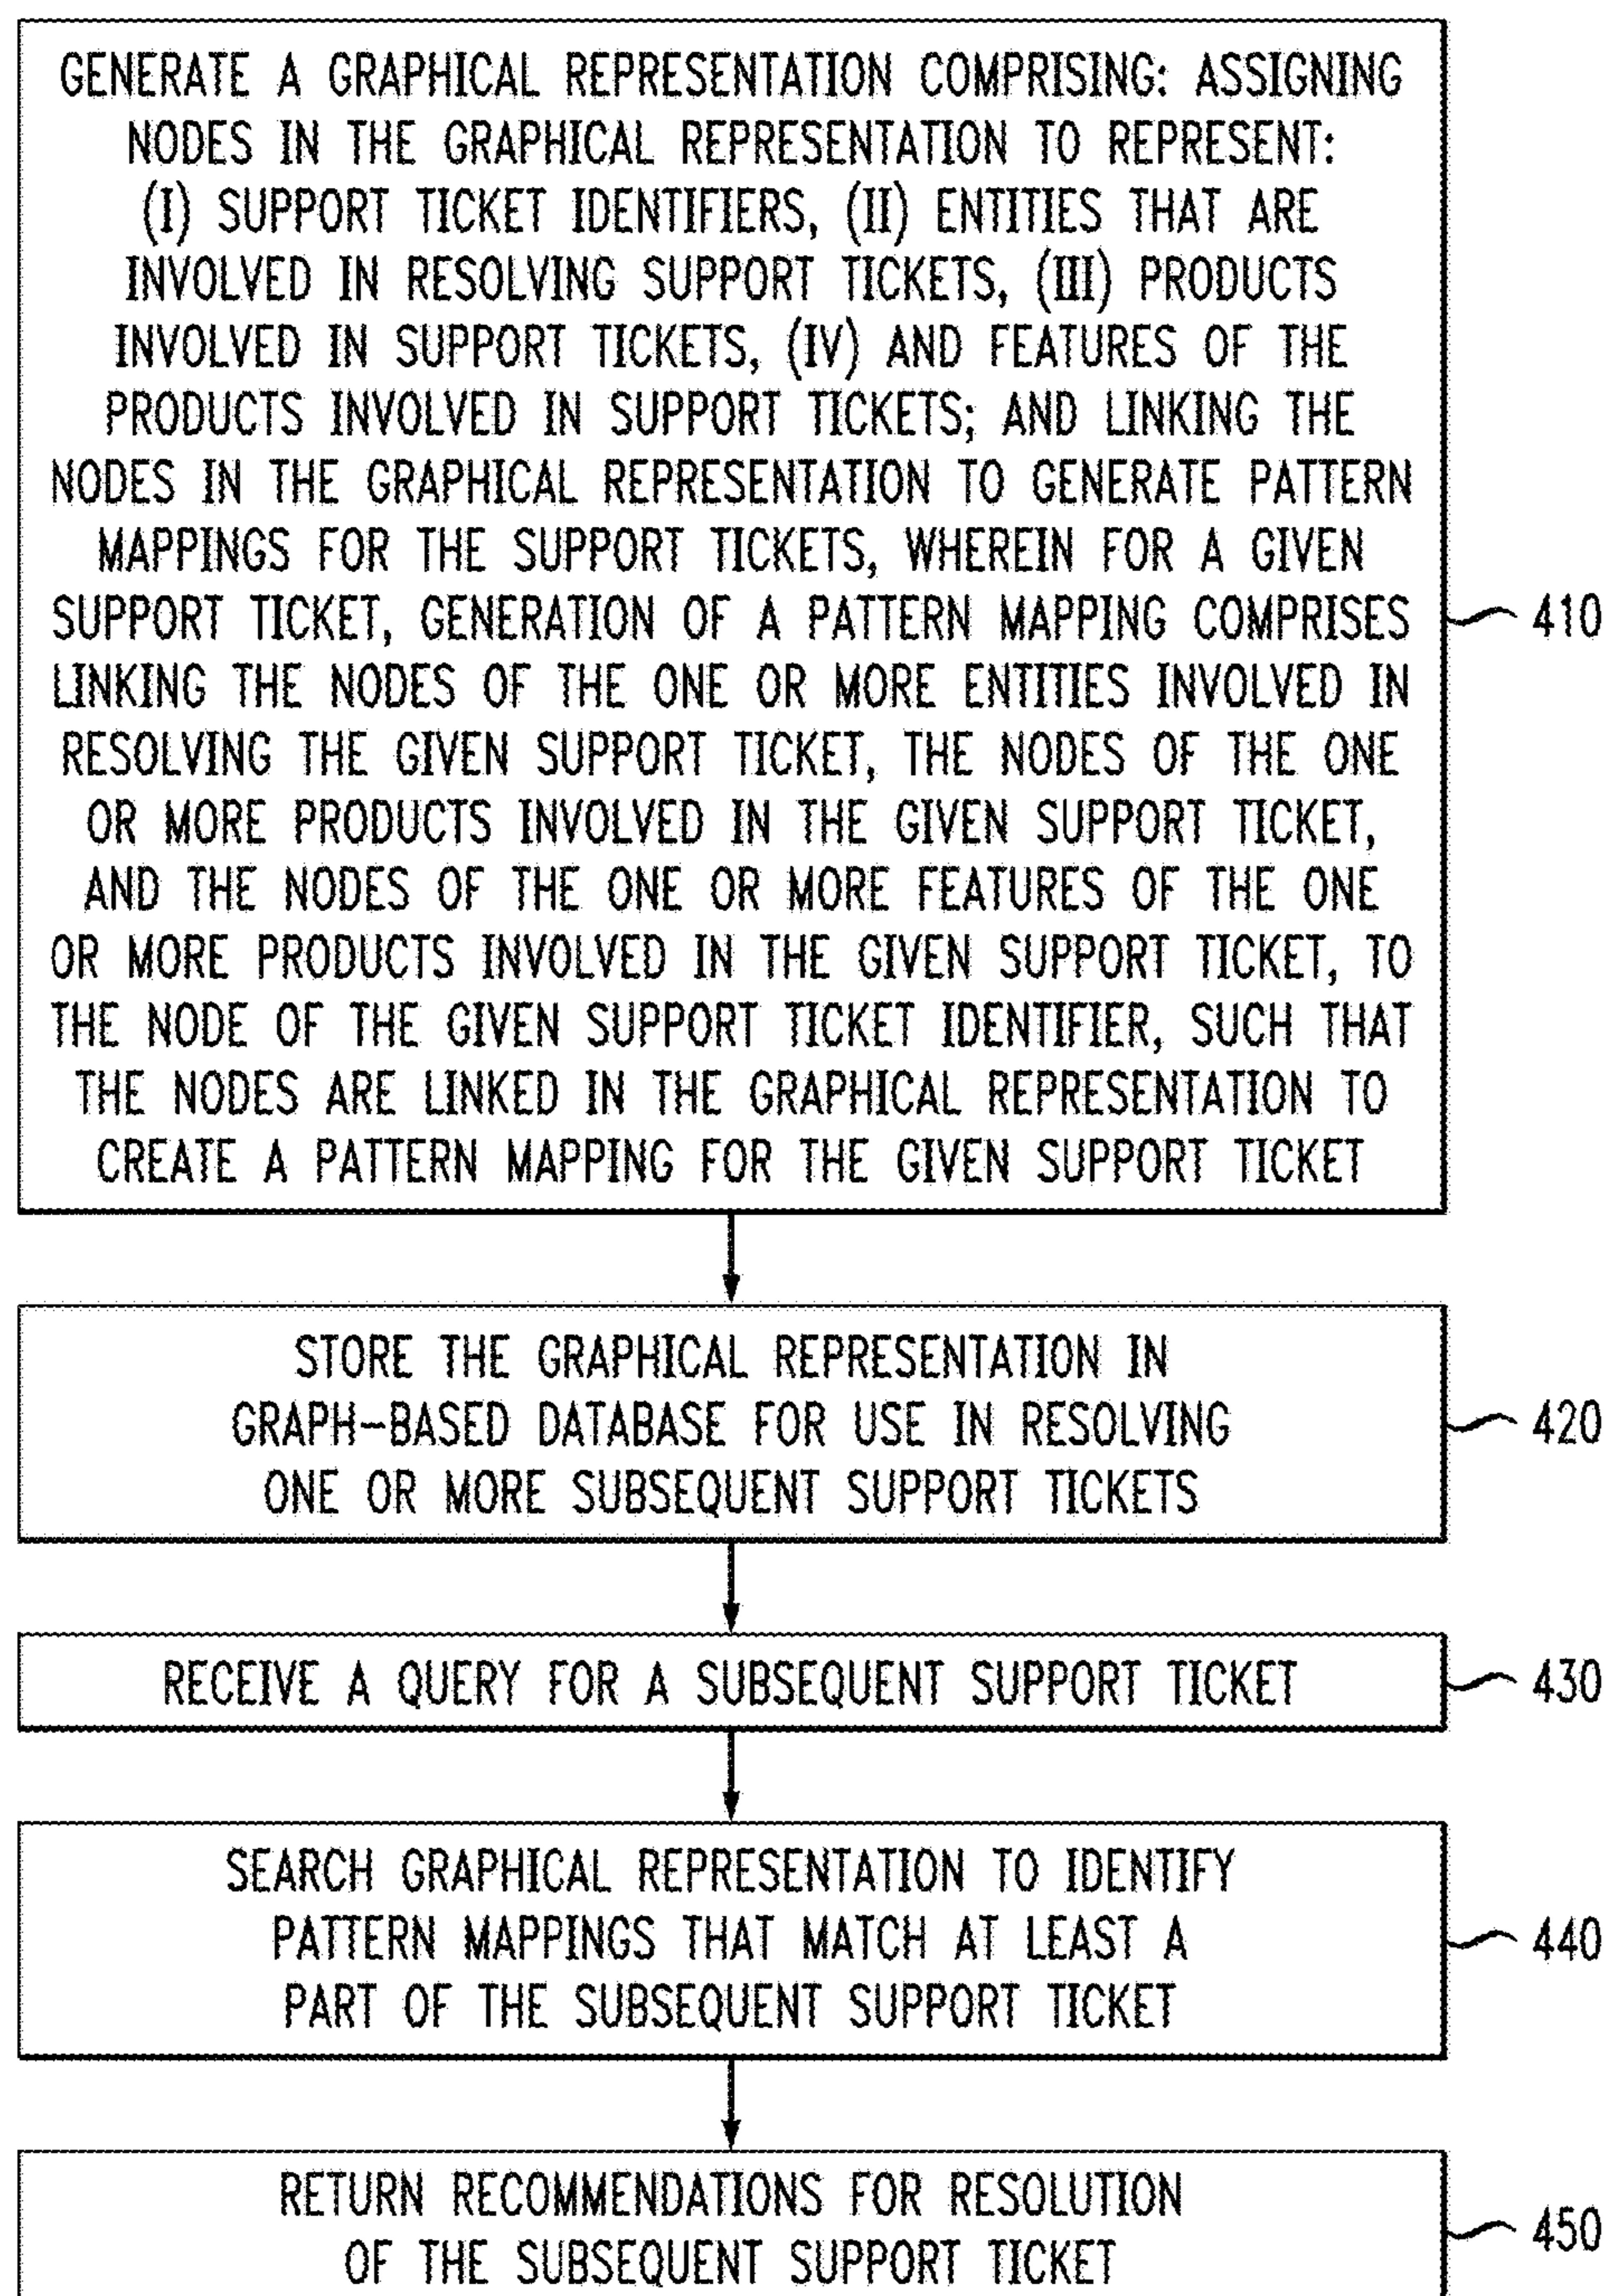 GENERATE A GRAPHICAL REPRESENTATION COMPRISING: ASSIGNING
NODES IN THE GRAPHICAL REPRESENTATION TO REPRESENT:
(I) SUPPORT TICKET IDENTIFIERS, (II) ENTITIES THAT ARE
INVOLVED IN RESOLVING SUPPORT TICKETS, (III) PRODUCTS
INVOLVED IN SUPPORT TICKETS, (IV) AND FEATURES OF THE
PRODUCTS INVOLVED IN SUPPORT TICKETS; AND LINKING THE
NODES IN THE GRAPHICAL REPRESENTATION TO GENERATE PATTERN
MAPPINGS FOR THE SUPPORT TICKETS, WHEREIN FOR A GIVEN
SUPPORT TICKET, GENERATION OF A PATTERN MAPPING COMPRISES
LINKING THE NODES OF THE ONE OR MORE ENTITIES INVOLVED IN
RESOLVING THE GIVEN SUPPORT TICKET, THE NODES OF THE ONE
OR MORE PRODUCTS INVOLVED IN THE GIVEN SUPPORT TICKET,
AND THE NODES OF THE ONE OR MORE FEATURES OF THE ONE
OR MORE PRODUCTS INVOLVED IN THE GIVEN SUPPORT TICKET, TO
THE NODE OF THE GIVEN SUPPORT TICKET IDENTIFIER, SUCH THAT
THE NODES ARE LINKED IN THE GRAPHICAL REPRESENTATION TO
CREATE A PATTERN MAPPING FOR THE GIVEN SUPPORT TICKET
410
STORE THE GRAPHICAL REPRESENTATION IN
GRAPH-BASED DATABASE FOR USE IN RESOLVING
ONE OR MORE SUBSEQUENT SUPPORT TICKETS
420
RECEIVE A QUERY FOR A SUBSEQUENT SUPPORT TICKET
430
SEARCH GRAPHICAL REPRESENTATION TO IDENTIFY
PATTERN MAPPINGS THAT MATCH AT LEAST A
PART OF THE SUBSEQUENT SUPPORT TICKET
440
RETURN RECOMMENDATIONS FOR RESOLUTION
OF THE SUBSEQUENT SUPPORT TICKET
450